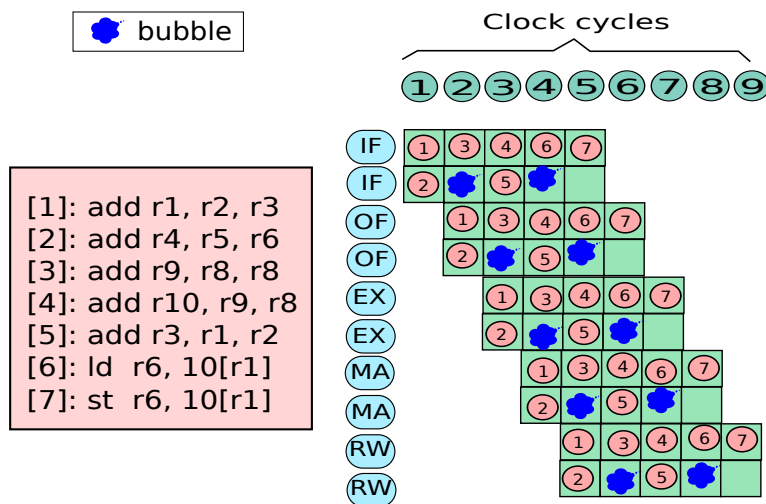 bubble
Clock cycles
1 2 3 4 5 6 7 8 9
[1]: add r1, r2, r3
[2]: add r4, r5, r6
[3]: add r9, r8, r8
[4]: add r10, r9, r8
[5]: add r3, r1, r2
[6]: ld r6, 10[r1]
[7]: st r6, 10[r1]
IF 1 3 4 6 7
IF 2 5
OF 1 3 4 6 7
OF 2 5
EX 1 3 4 6 7
EX 2 5
MA 1 3 4 6 7
MA 2 5
RW 1 3 4 6 7
RW 2 5